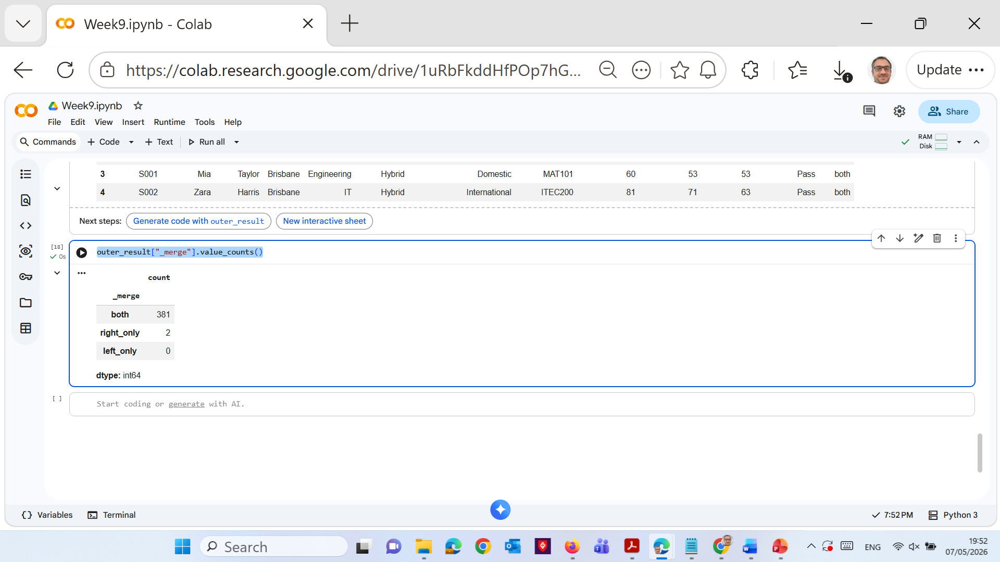 Week9.ipynb - Colab
https://colab.research.google.com/drive/1uRbFkddHfPOp7hG...
Update
Week9.ipynb
Share
File Edit View Insert Runtime Tools Help
Commands + Code + Text Run all
RAM
Disk
3 S001 Mia Taylor Brisbane Engineering Hybrid Domestic MAT101 60 53 53 Pass both
4 S002 Zara Harris Brisbane IT Hybrid International ITEC200 81 71 63 Pass both
Next steps: Generate code with outer_result New interactive sheet
[18]
0s
outer_result["_merge"].value_counts()
count
_merge
both 381
right_only 2
left_only 0
dtype: int64
[ ]
Start coding or generate with AI.
Variables Terminal
7:52 PM Python 3
Search
ENG
19:52
07/05/2026